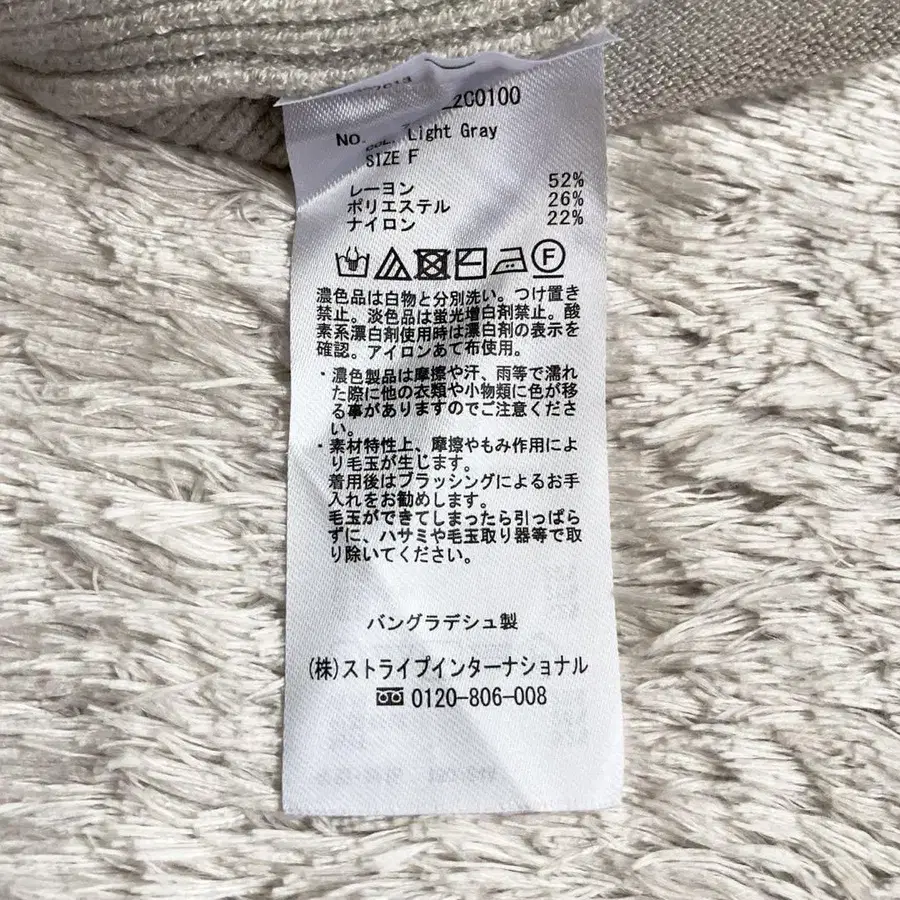 2C0100
No.
Light Gray
SIZE F
レーヨン 52%
ポリエステル 26%
ナイロン 22%
F
濃色品は白物と分別洗い。つけ置き
禁止。淡色品は蛍光増白剤禁止。酸
素系漂白剤使用時は漂白剤の表示を
確認。アイロンあて布使用。
・濃色製品は摩擦や汗、雨等で濡れ
た際に他の衣類や小物類に色が移
る事がありますのでご注意くださ
い。
・素材特性上、摩擦やもみ作用によ
り毛玉が生じます。
着用後はブラッシングによるお手
入れをお勧めします。
毛玉ができてしまったら引っぱら
ずに、ハサミや毛玉取り器等で取
り除いてください。
バングラデシュ製
(株)ストライプインターナショナル
0120-806-008